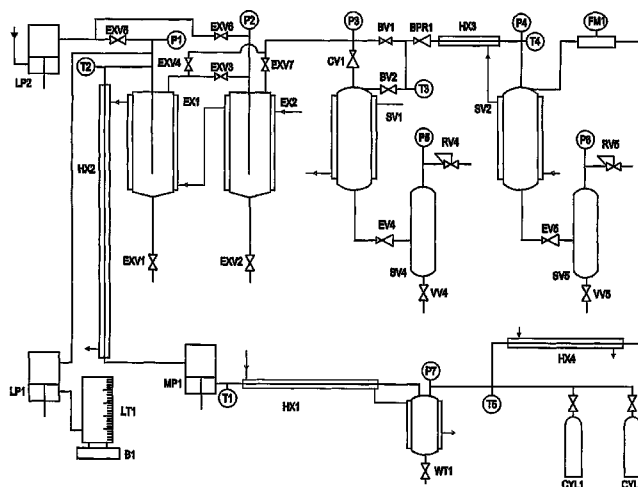 EXV6
P2
P3
P4
FM1
EXV5
P1
BV1
BPR1
HX3
T4
EXV4
EXV3
EXV7
CV1
LP2
T2
EX1
EX2
BV2
T3
SV1
SV2
P5
RV4
P6
RV5
HX2
EV4
EV5
EXV1
EXV2
SV4
SV5
VV4
VV5
LP1
MP1
P7
HX4
LT1
T1
HX1
T5
B1
WT1
CYL1
CYL